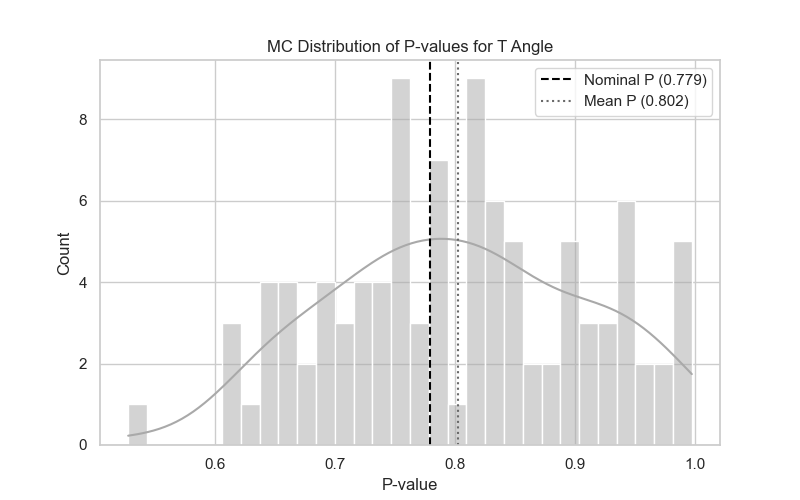 MC Distribution of P-values for T Angle
Nominal P (0.779)
Mean P (0.802)
Count
8
6
4
2
0
0.6
0.7
0.8
0.9
1.0
P-value